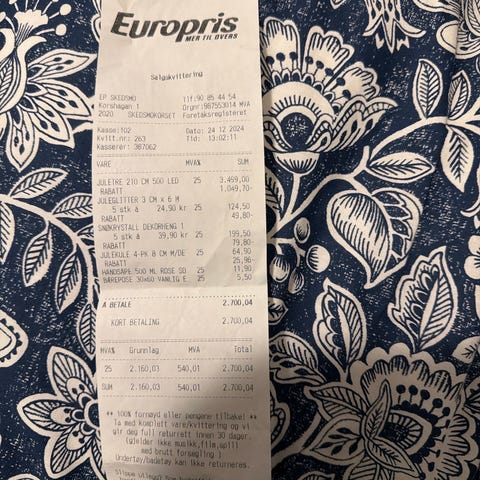 Europris
MER TIL OVERS
Salgskvittering
EP SKEDSMO Tlf:90 85 44 54
Korshagan 1 Orgnr:987553014 MVA
2020 SKEDSMOKORSET Foretaksregisteret
Kasse:102 Dato: 24 12 2024
Kvitt.nr: 263 Tid: 13:02:11
Kasserer: 387062
VARE MVA% SUM
JULETRE 210 CM 500 LED 25 3.469,00
RABATT 1.049,70-
JULEGLITTER 3 CM x 6 M
5 stk á 24,90 kr 25 124,50
RABATT 49,80-
SNØKRYSTALL DEKORHENG 1
5 stk á 39,90 kr 25 199,50
RABATT 79,80-
JULEKULE 4-PK 8 CM M/DE 25 64,90
RABATT 25,96-
HANDSÅPE 500 ML ROSE SO 25 11,90
BÆREPOSE 30x60 VANLIG E 25 5,50
Å BETALE 2.700,04
KORT BETALING 2.700,04
MVA% Grunnlag MVA Total
25 2.160,03 540,01 2.700,04
SUM 2.160,03 540,01 2.700,04
** 100% fornøyd eller pengene tilbake! **
Ta med komplett vare/kvittering og vi
gir deg full returrett innen 30 dager.
(gjelder ikke musikk,film,spill
med brutt forsegling )
Undertøy/badetøy kan ikke returneres.